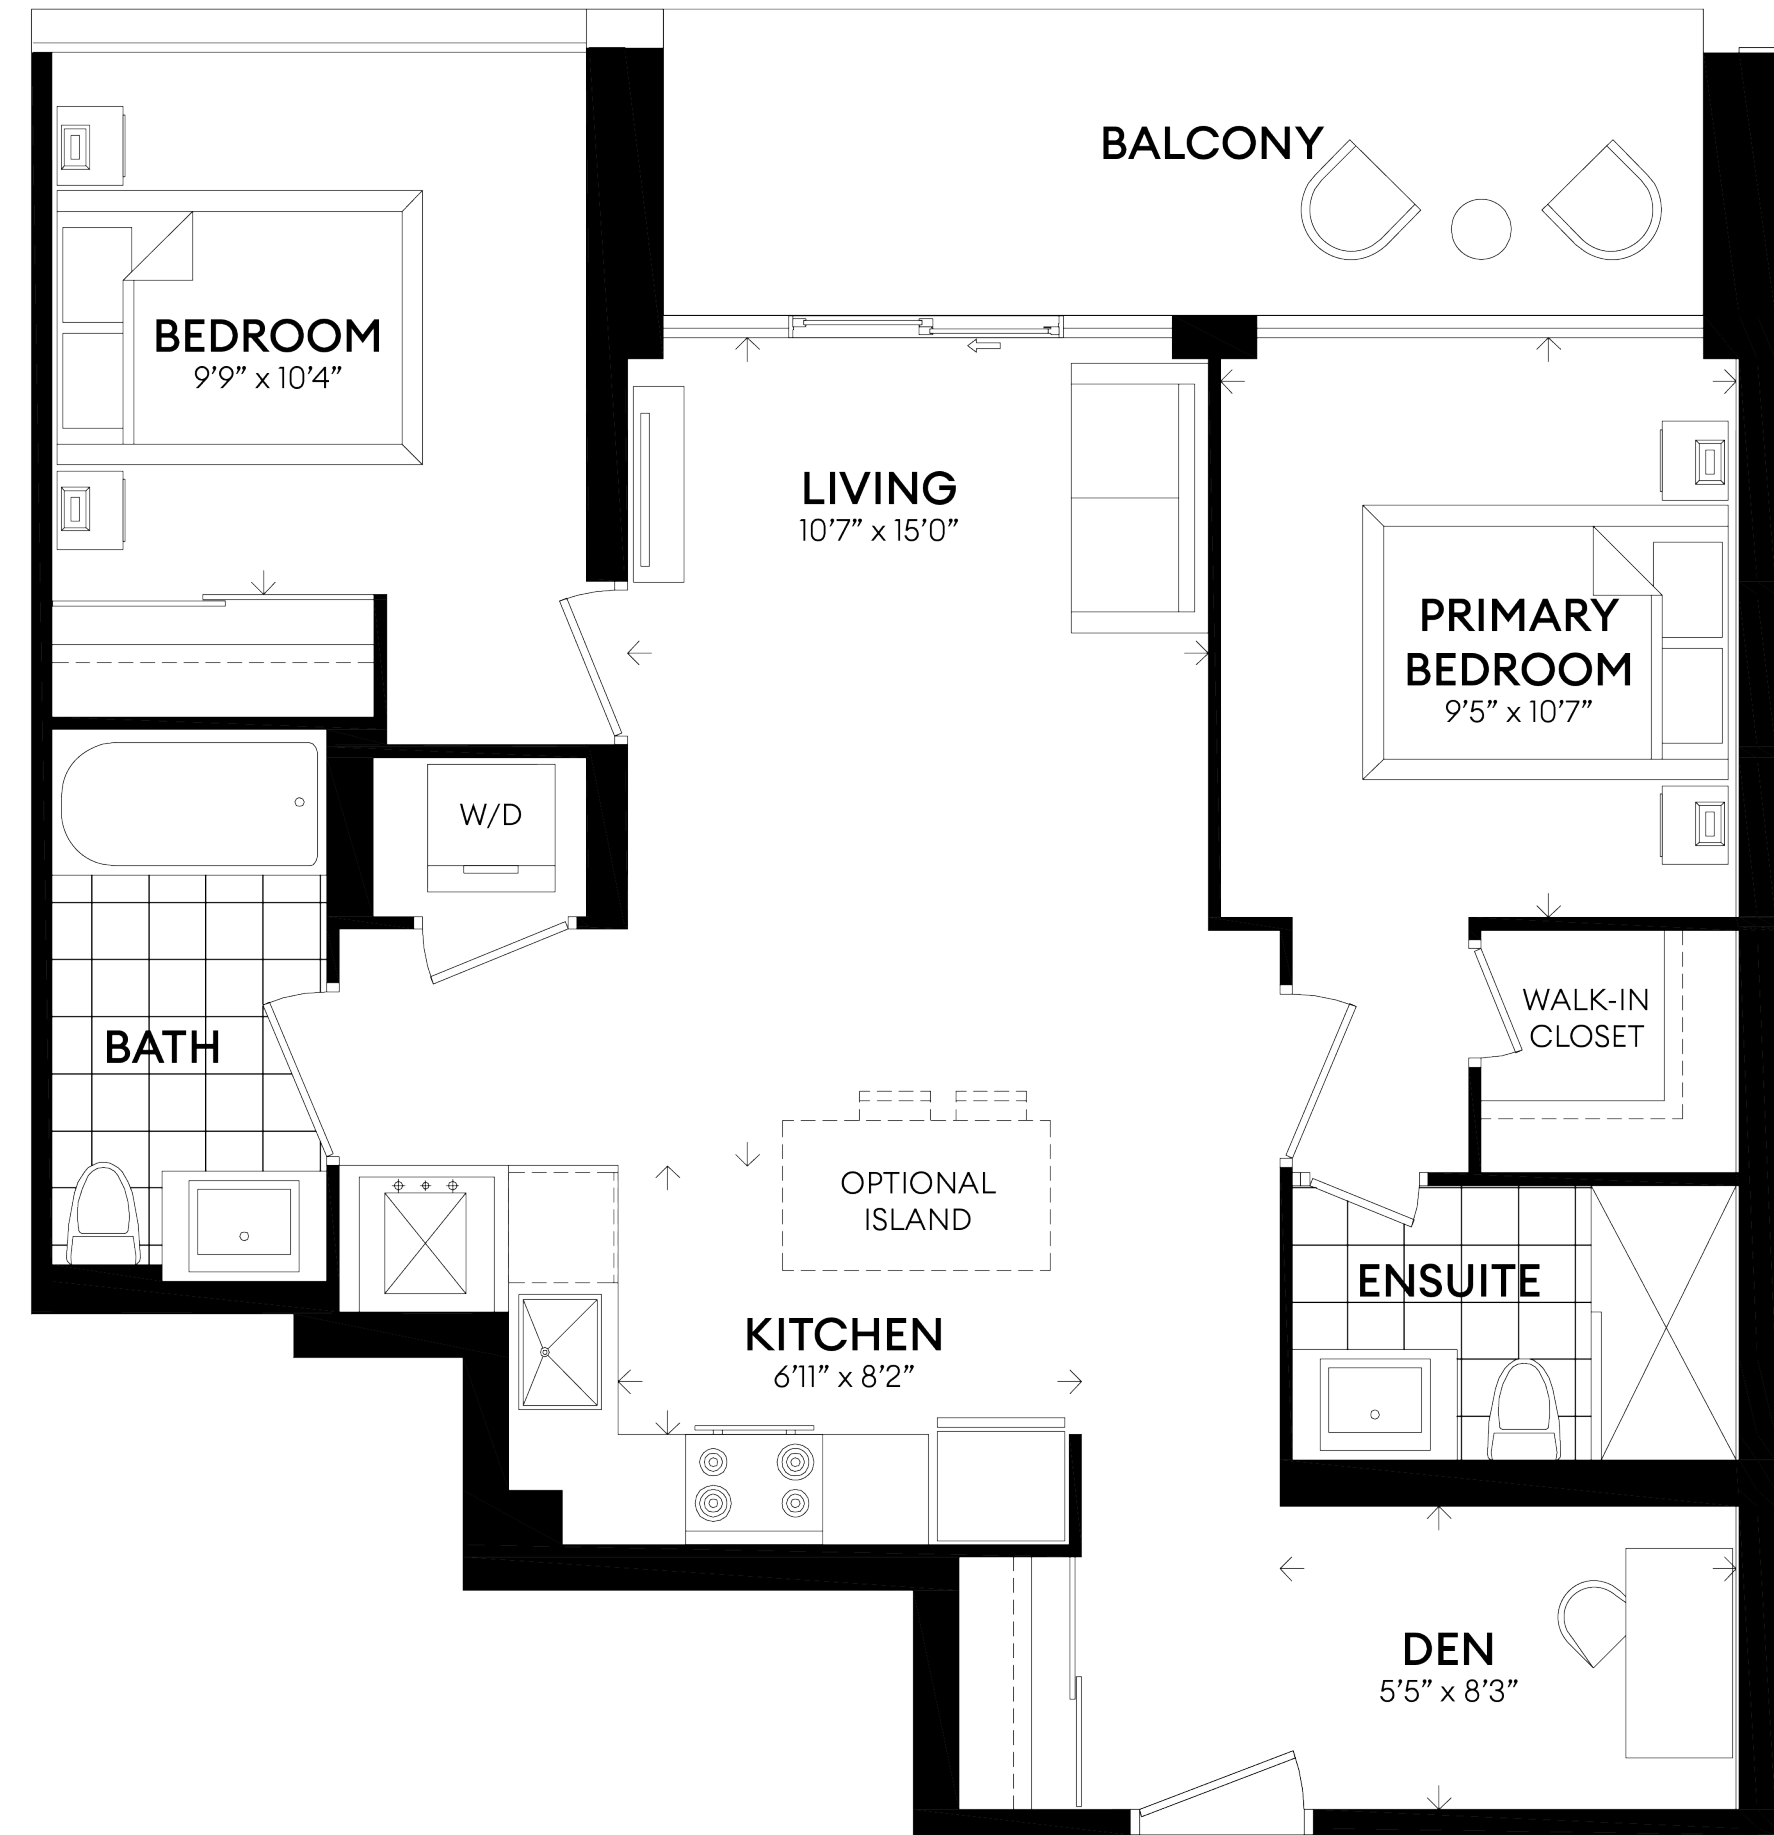 BALCONY
BEDROOM
9’9” x 10’4”
LIVING
10’7” x 15’0”
PRIMARY
BEDROOM
9’5” x 10’7”
W/D
WALK-IN
CLOSET
BATH
OPTIONAL
ISLAND
ENSUITE
KITCHEN
6’11” x 8’2”
DEN
5’5” x 8’3”